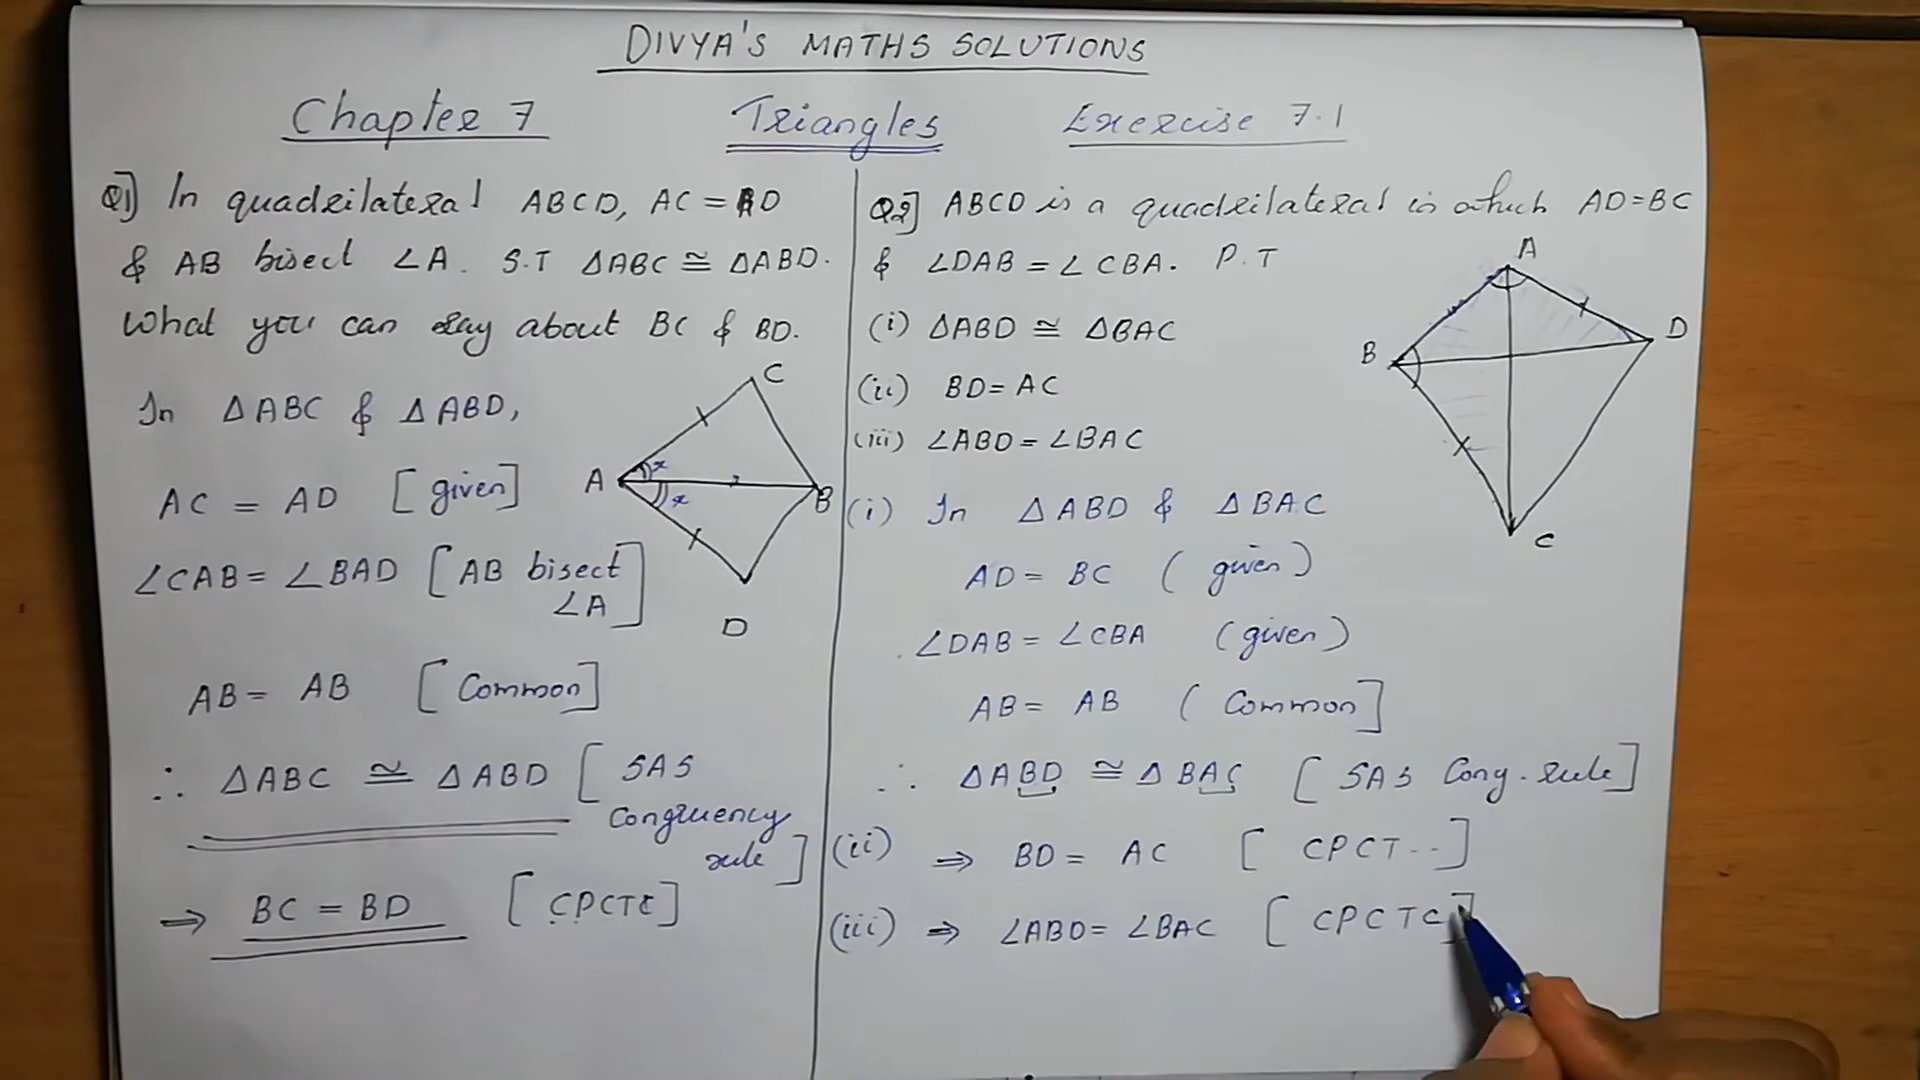 DIVYA'S MATHS SOLUTIONS
Chapter 7 Triangles Exercise 7.1
Q1] In quadrilateral ABCD, AC = AD
& AB bisect ∠A. S.T ΔABC ≅ ΔABD.
What you can say about BC & BD.
In ΔABC & ΔABD,
AC = AD [given]
∠CAB = ∠BAD [AB bisect
∠A]
AB = AB [Common]
∴ ΔABC ≅ ΔABD [SAS
Congruency
rule]
⇒ BC = BD [CPCTC]
C
A x
x
B
D
Q2] ABCD is a quadrilateral in which AD=BC
& ∠DAB = ∠CBA. P.T
(i) ΔABD ≅ ΔBAC
(ii) BD = AC
(iii) ∠ABD = ∠BAC
A
B
D
C
(i) In ΔABD & ΔBAC
AD = BC (given)
∠DAB = ∠CBA (given)
AB = AB (Common]
∴ ΔABD ≅ ΔBAC [SAS Cong. rule]
(ii) ⇒ BD = AC [CPCT--]
(iii) ⇒ ∠ABD = ∠BAC [CPCTC]